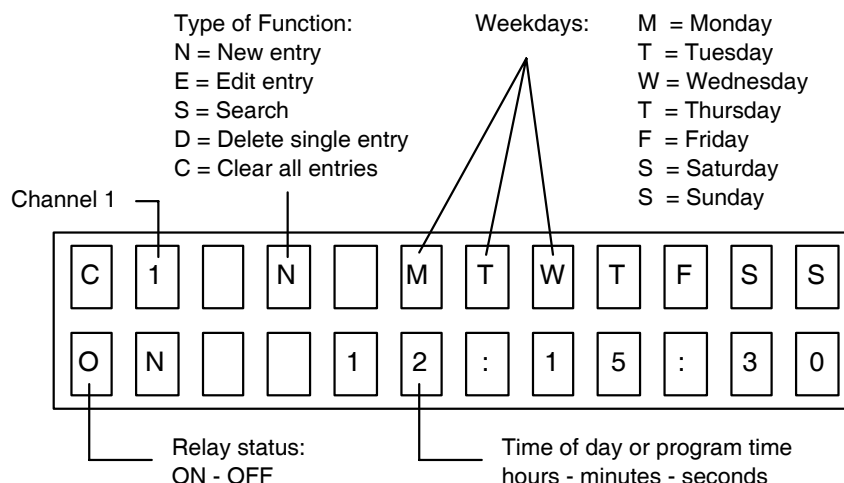 Type of Function:
N = New entry
E = Edit entry
S = Search
D = Delete single entry
C = Clear all entries
Weekdays:
M = Monday
T = Tuesday
W = Wednesday
T = Thursday
F = Friday
S = Saturday
S = Sunday
Channel 1
C 1 N M T W T F S S
O N 1 2 : 1 5 : 3 0
Relay status:
ON - OFF
Time of day or program time
hours - minutes - seconds